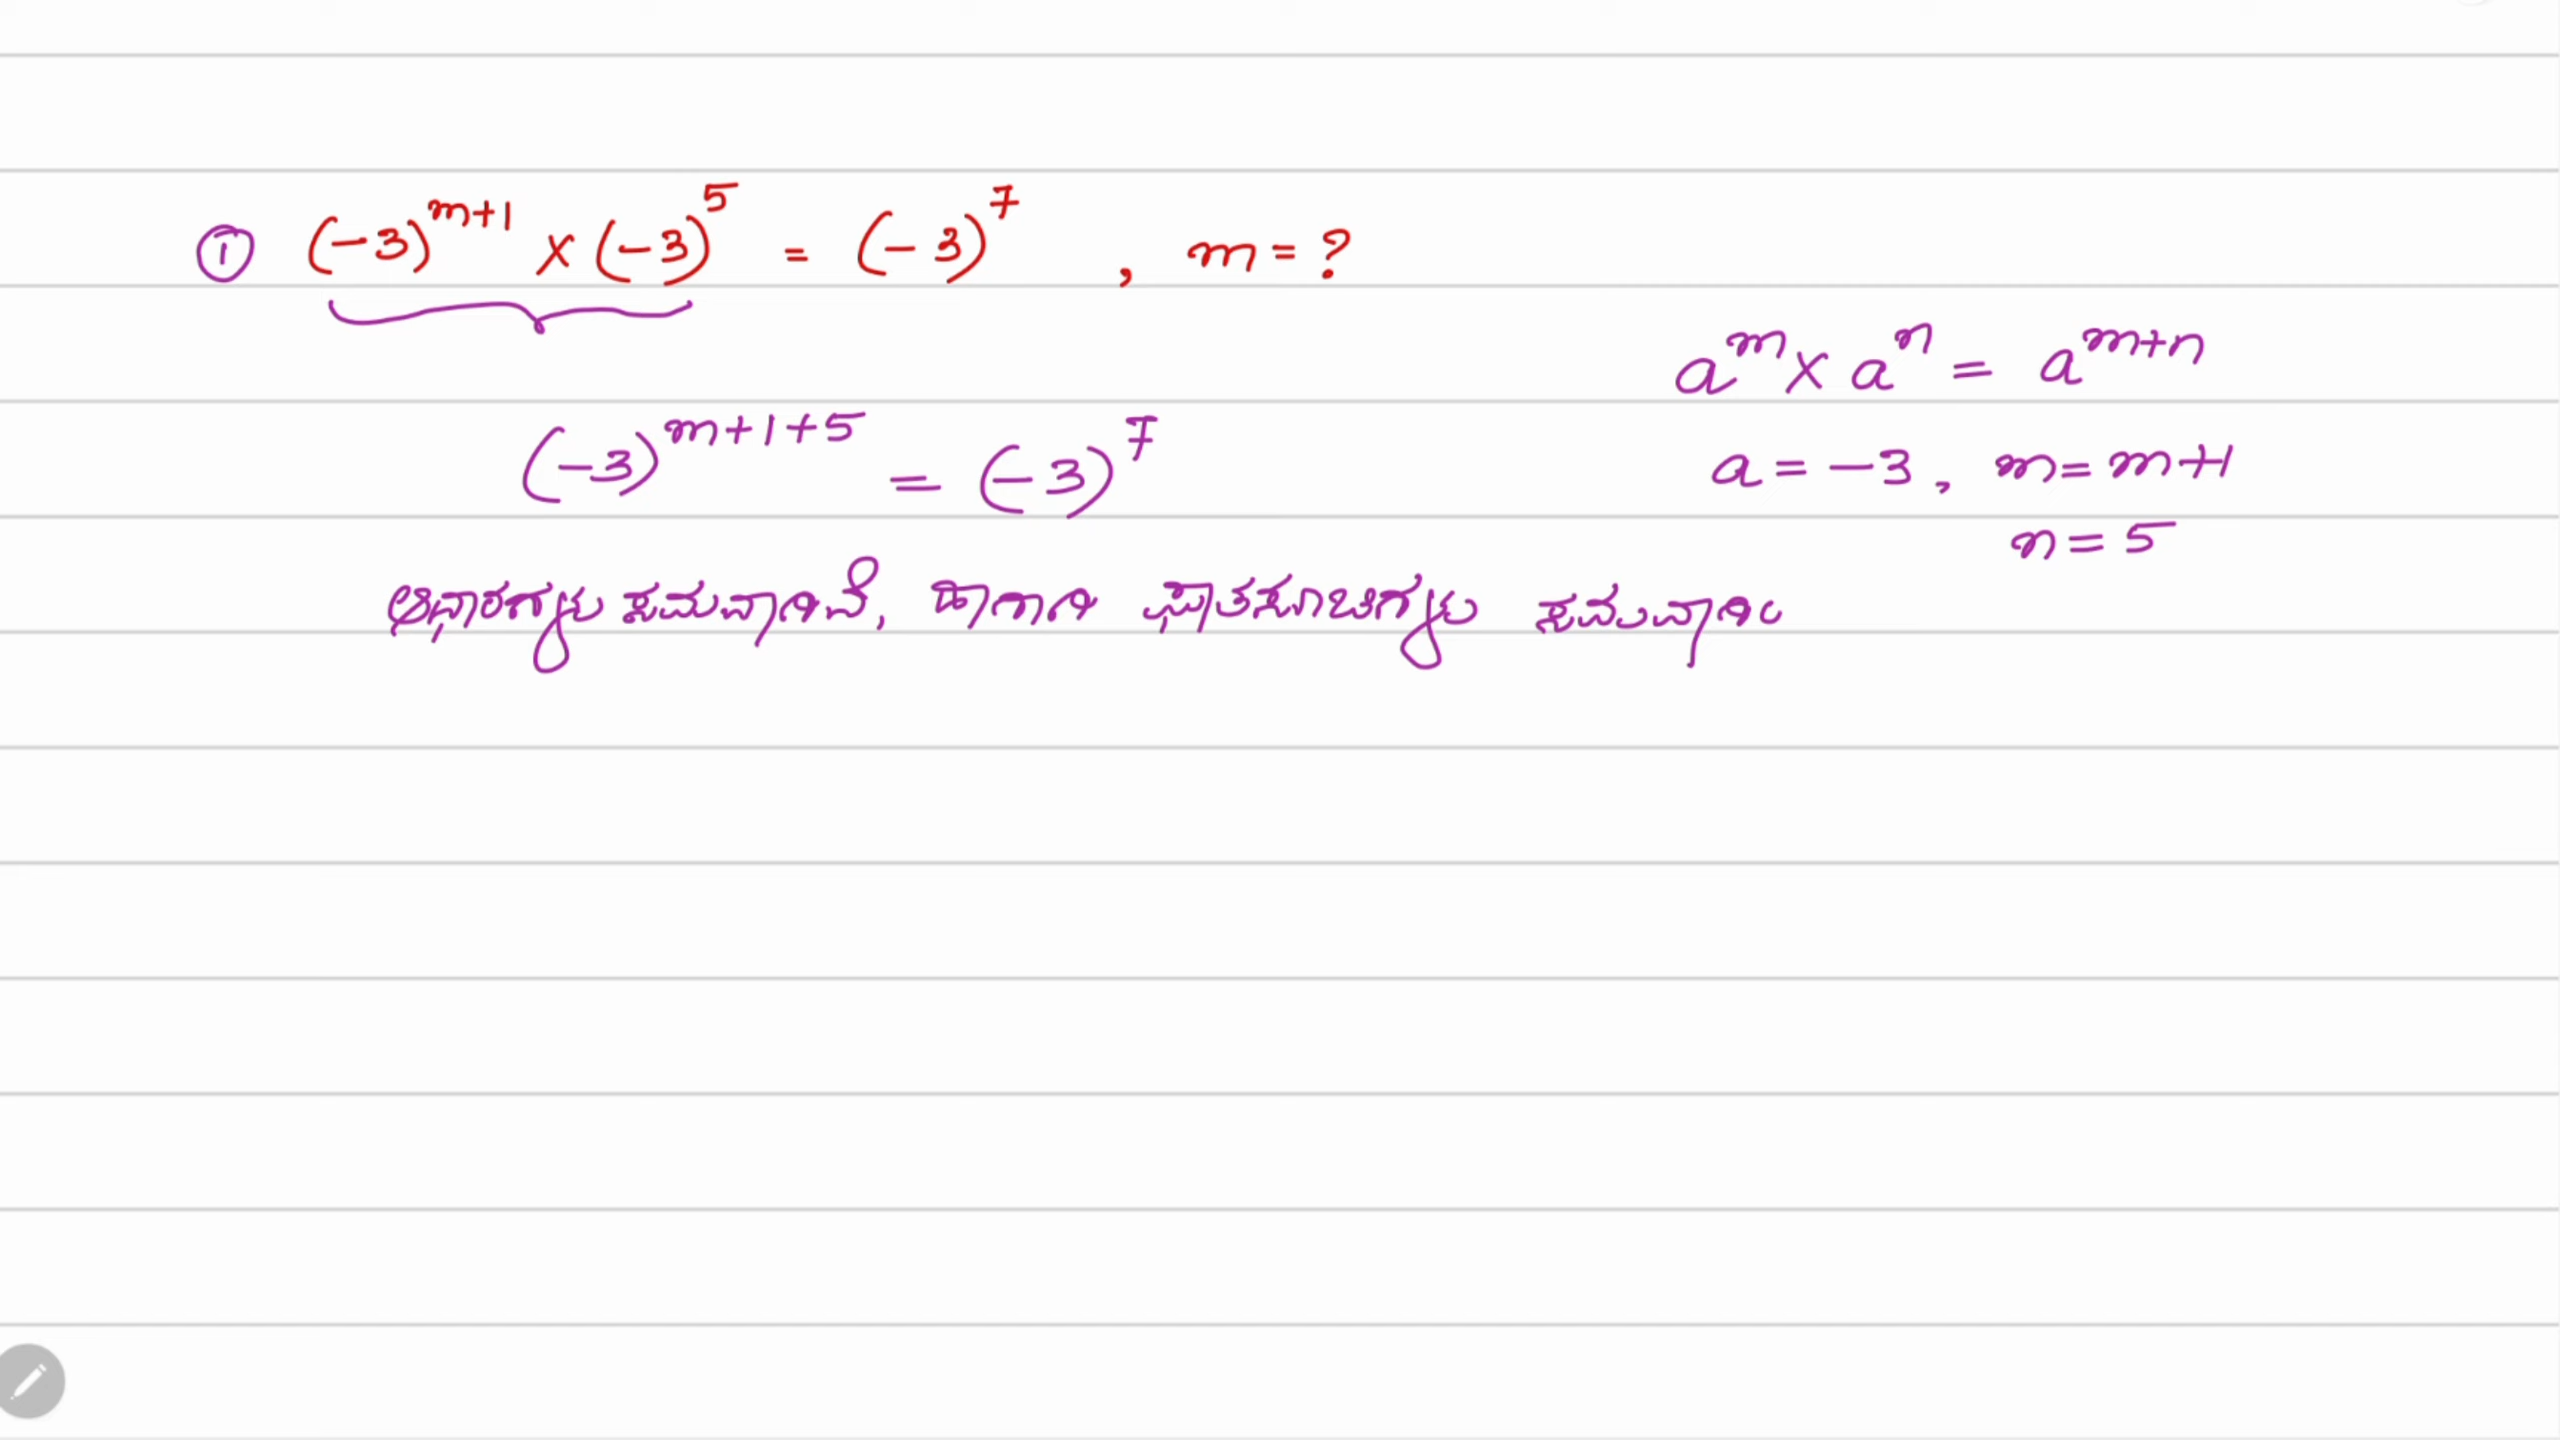 ① (-3)^{m+1} × (-3)^5 = (-3)^7 , m = ?
a^m × a^n = a^{m+n}
(-3)^{m+1+5} = (-3)^7
a = -3, m = m+1
n = 5
ಆಧಾರಗಳು ಸಮವಾಗಿವೆ, ಹಾಗಾಗಿ ಘಾತಸೂಚಿಗಳು